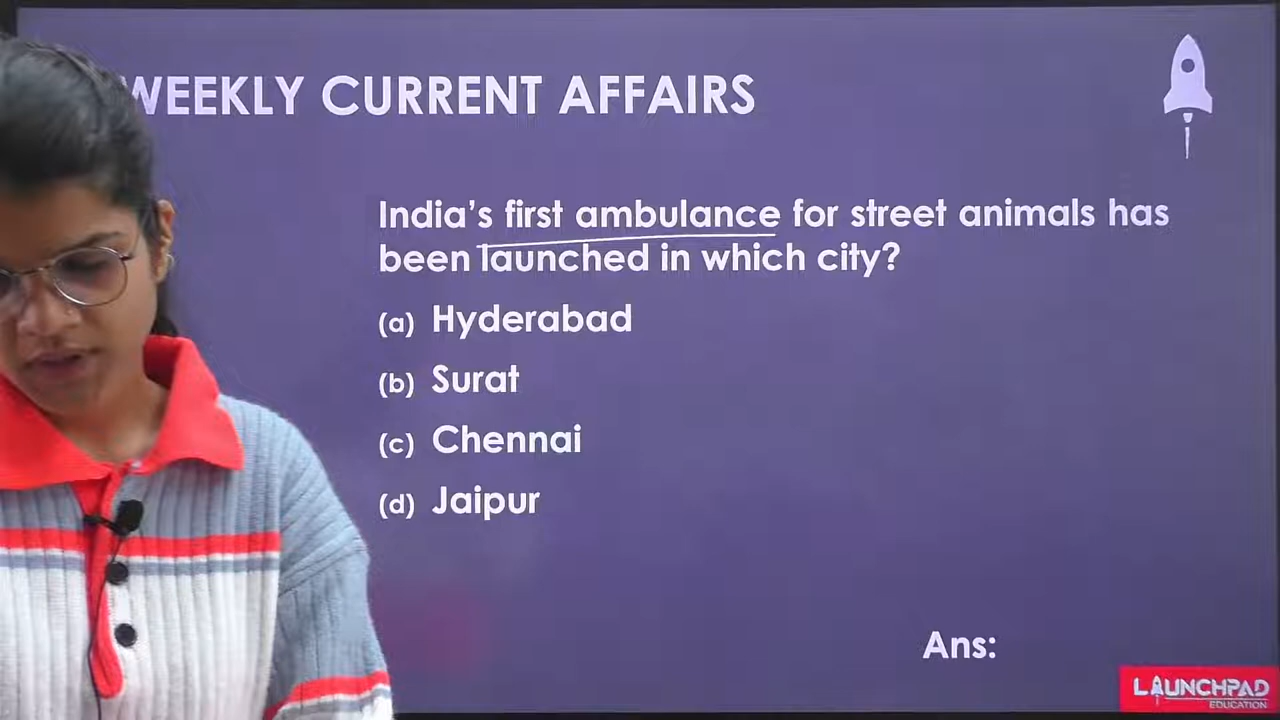 WEEKLY CURRENT AFFAIRS
India's first ambulance for street animals has
been launched in which city?
(a) Hyderabad
(b) Surat
(c) Chennai
(d) Jaipur
Ans:
LAUNCHPAD
EDUCATION